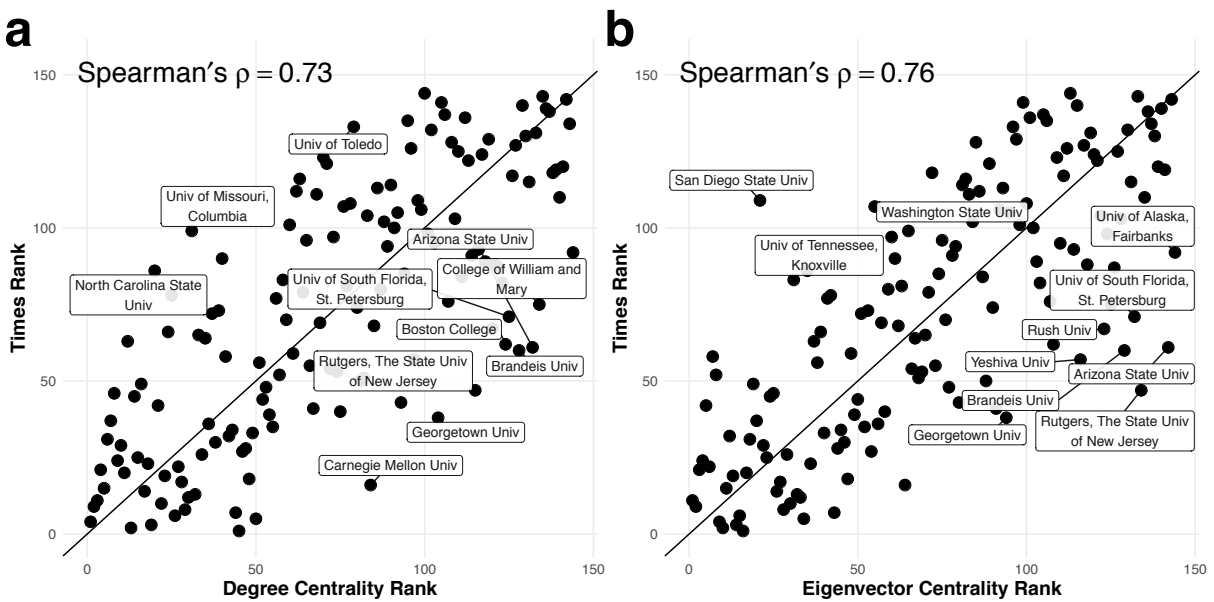 a
Spearman's ρ = 0.73
Univ of Toledo
Univ of Missouri,
Columbia
Arizona State Univ
North Carolina State
Univ
Univ of South Florida,
St. Petersburg
College of William and
Mary
Boston College
Brandeis Univ
Rutgers, The State Univ
of New Jersey
Georgetown Univ
Carnegie Mellon Univ
Times Rank
150
100
50
0
0
50
100
150
Degree Centrality Rank
b
Spearman's ρ = 0.76
San Diego State Univ
Washington State Univ
Univ of Alaska,
Fairbanks
Univ of Tennessee,
Knoxville
Univ of South Florida,
St. Petersburg
Rush Univ
Yeshiva Univ
Arizona State Univ
Brandeis Univ
Georgetown Univ
Rutgers, The State Univ
of New Jersey
Times Rank
150
100
50
0
0
50
100
150
Eigenvector Centrality Rank